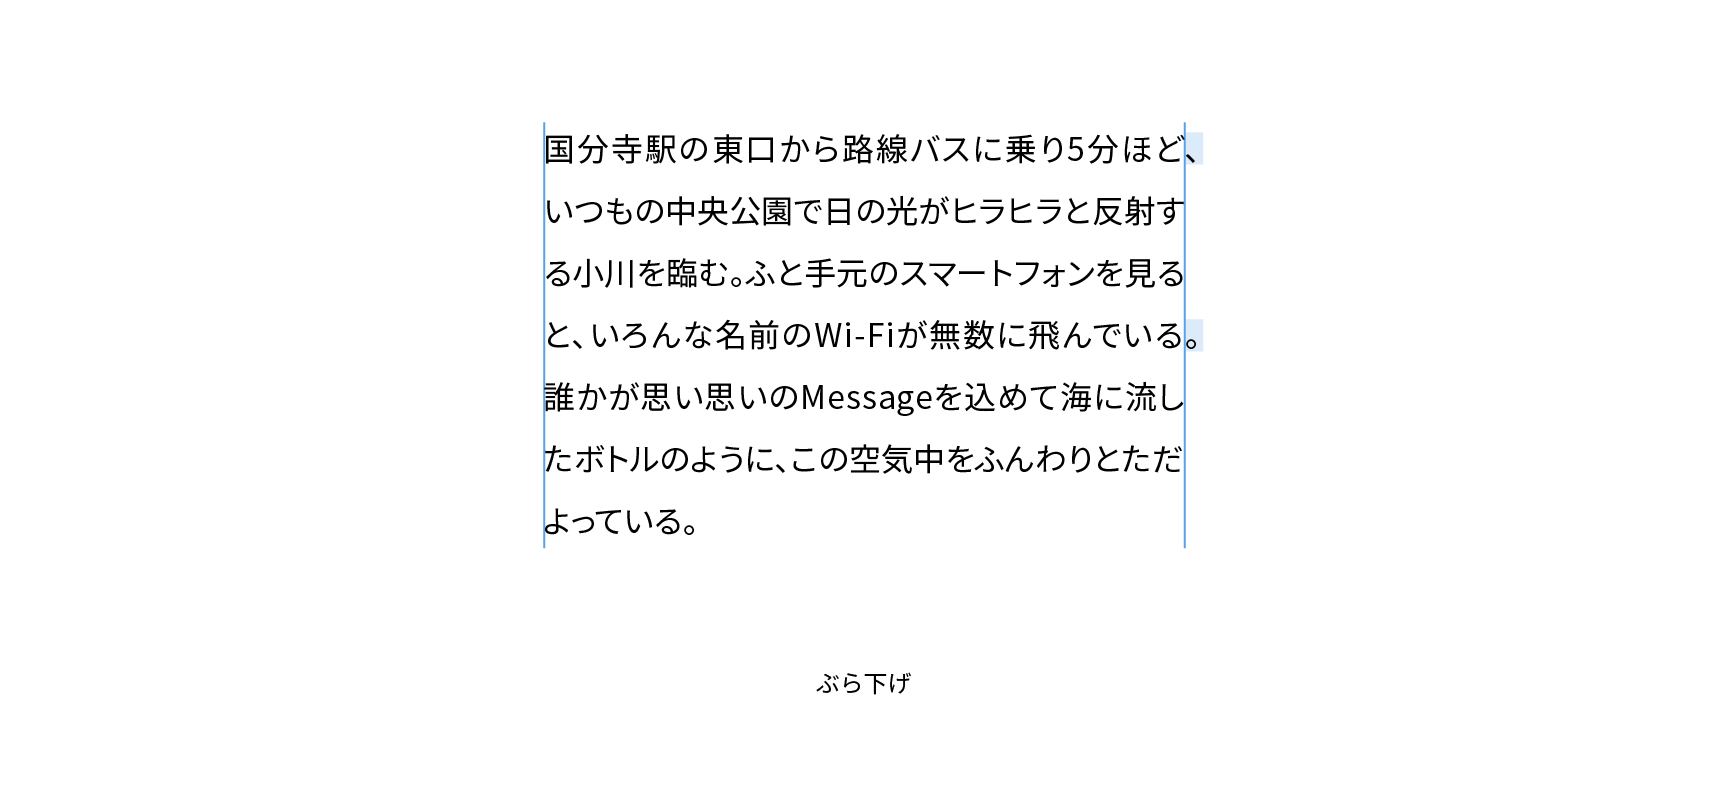 国分寺駅の東口から路線バスに乗り5分ほど、
いつもの中央公園で日の光がヒラヒラと反射す
る小川を臨む。ふと手元のスマートフォンを見る
と、いろんな名前のWi-Fiが無数に飛んでいる。
誰かが思い思いのMessageを込めて海に流し
たボトルのように、この空気中をふんわりとただ
よっている。
ぶら下げ